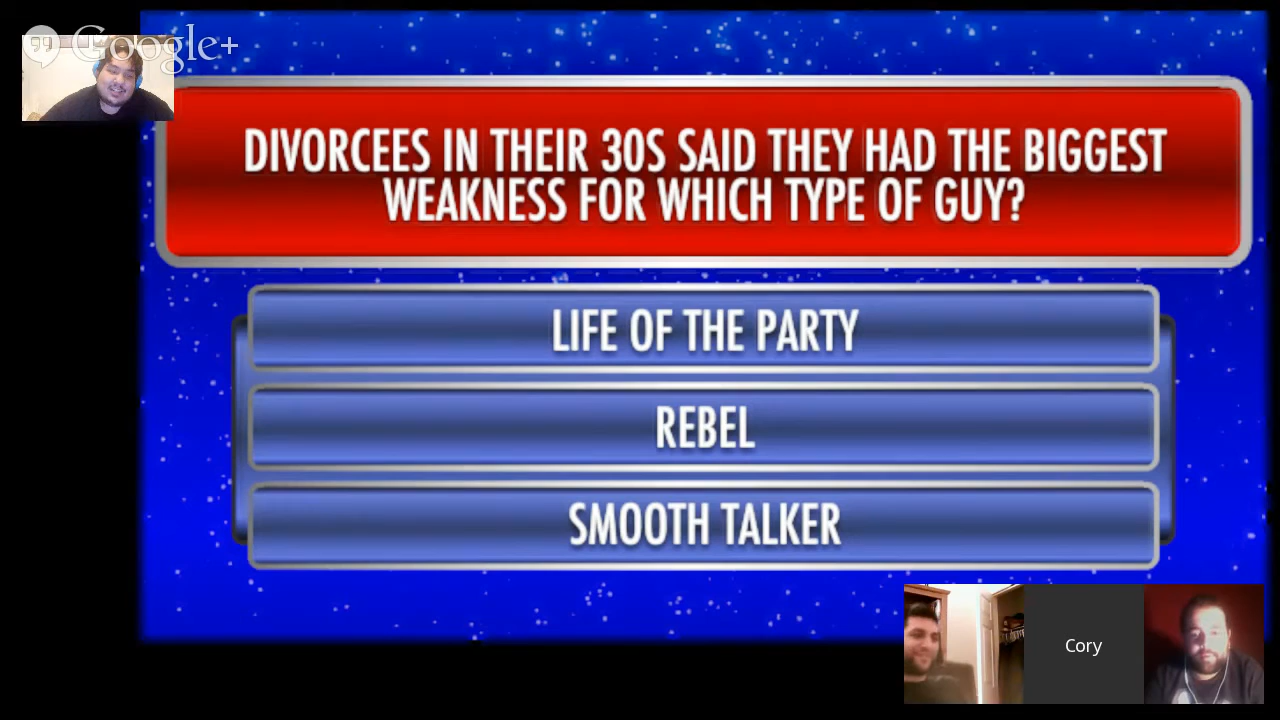 Google+
DIVORCEES IN THEIR 30S SAID THEY HAD THE BIGGEST
WEAKNESS FOR WHICH TYPE OF GUY?
LIFE OF THE PARTY
REBEL
SMOOTH TALKER
Cory